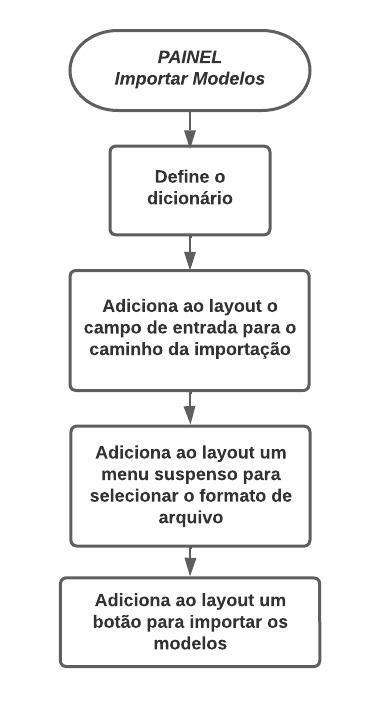 PAINEL
Importar Modelos
Define o
dicionário
Adiciona ao layout o
campo de entrada para o
caminho da importação
Adiciona ao layout um
menu suspenso para
selecionar o formato de
arquivo
Adiciona ao layout um
botão para importar os
modelos